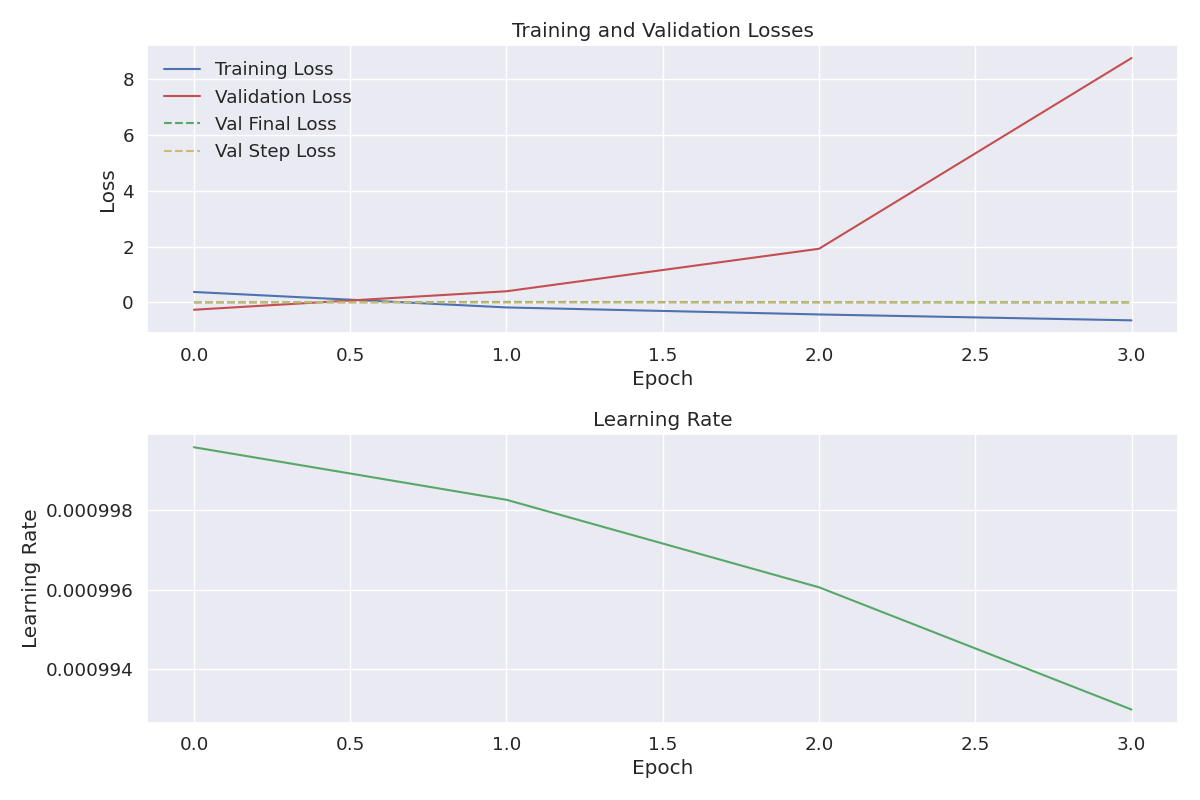 Training and Validation Losses
Training Loss
Validation Loss
Val Final Loss
Val Step Loss
Loss
8
6
4
2
0
0.0 0.5 1.0 1.5 2.0 2.5 3.0
Epoch
Learning Rate
Learning Rate
0.000998
0.000996
0.000994
0.0 0.5 1.0 1.5 2.0 2.5 3.0
Epoch